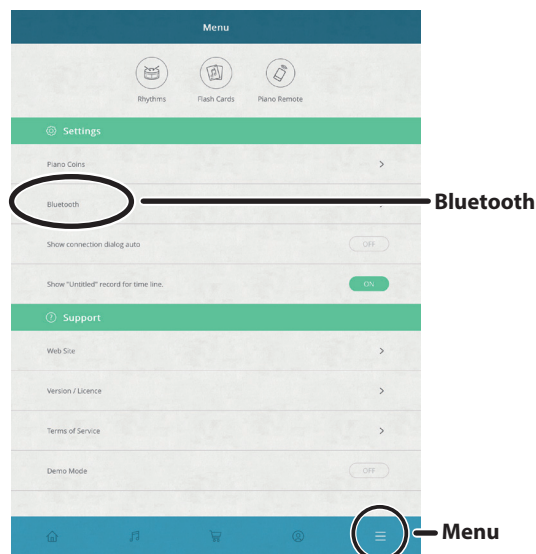 Menu
Rhythms Flash Cards Piano Remote
Settings
Piano Coins
Bluetooth Bluetooth
Show connection dialog auto OFF
Show "Untitled" record for time line. ON
Support
Web Site
Version / Licence
Terms of Service
Demo Mode OFF
Menu